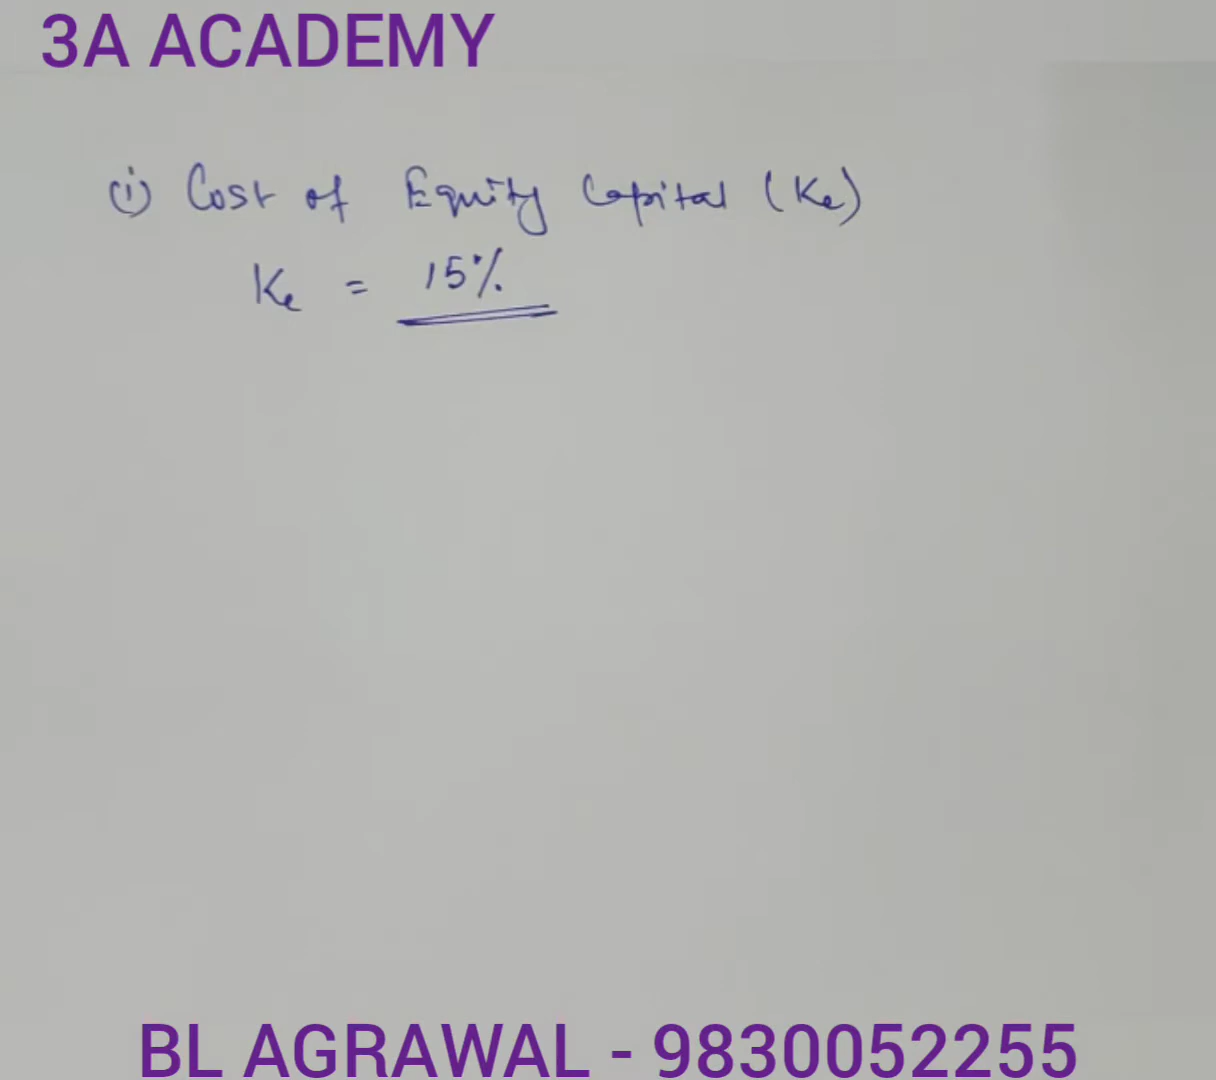 3A ACADEMY
(i) Cost of Equity Capital (Ke)
Ke = 15%
BL AGRAWAL - 9830052255